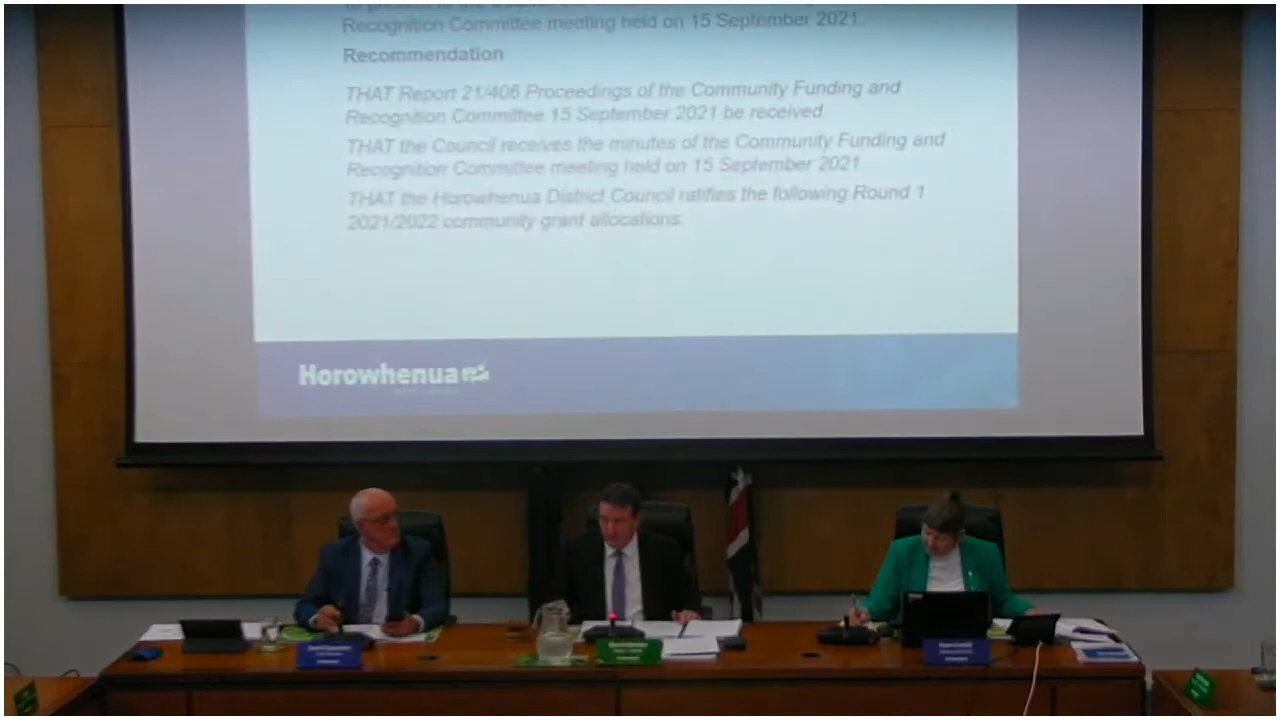 Recognition Committee meeting held on 15 September 2021.
Recommendation
THAT Report 21/406 Proceedings of the Community Funding and
Recognition Committee 15 September 2021 be received.
THAT the Council receives the minutes of the Community Funding and
Recognition Committee meeting held on 15 September 2021.
THAT the Horowhenua District Council ratifies the following Round 1
2021/2022 community grant allocations:
Horowhenua